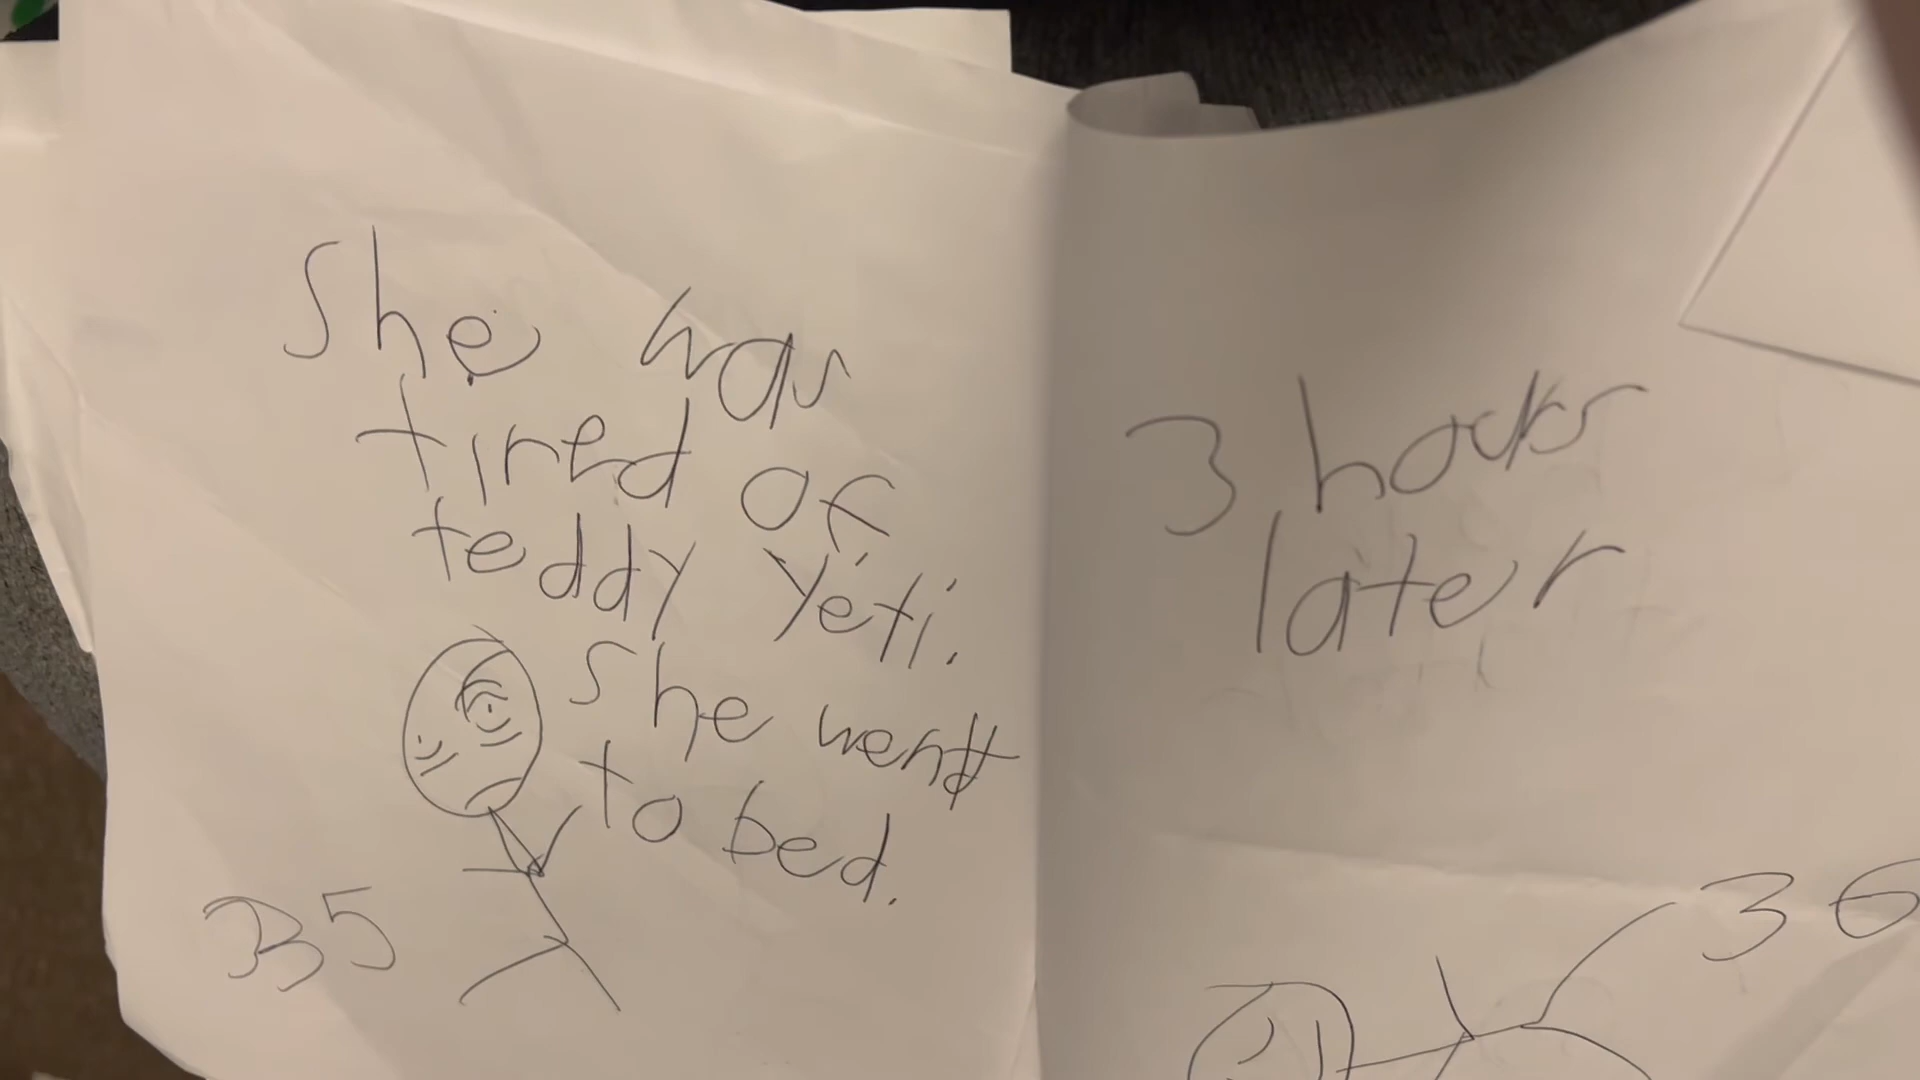 She was
tired of
teddy Yeti.
She went
to bed.
35
3 hours
later
36